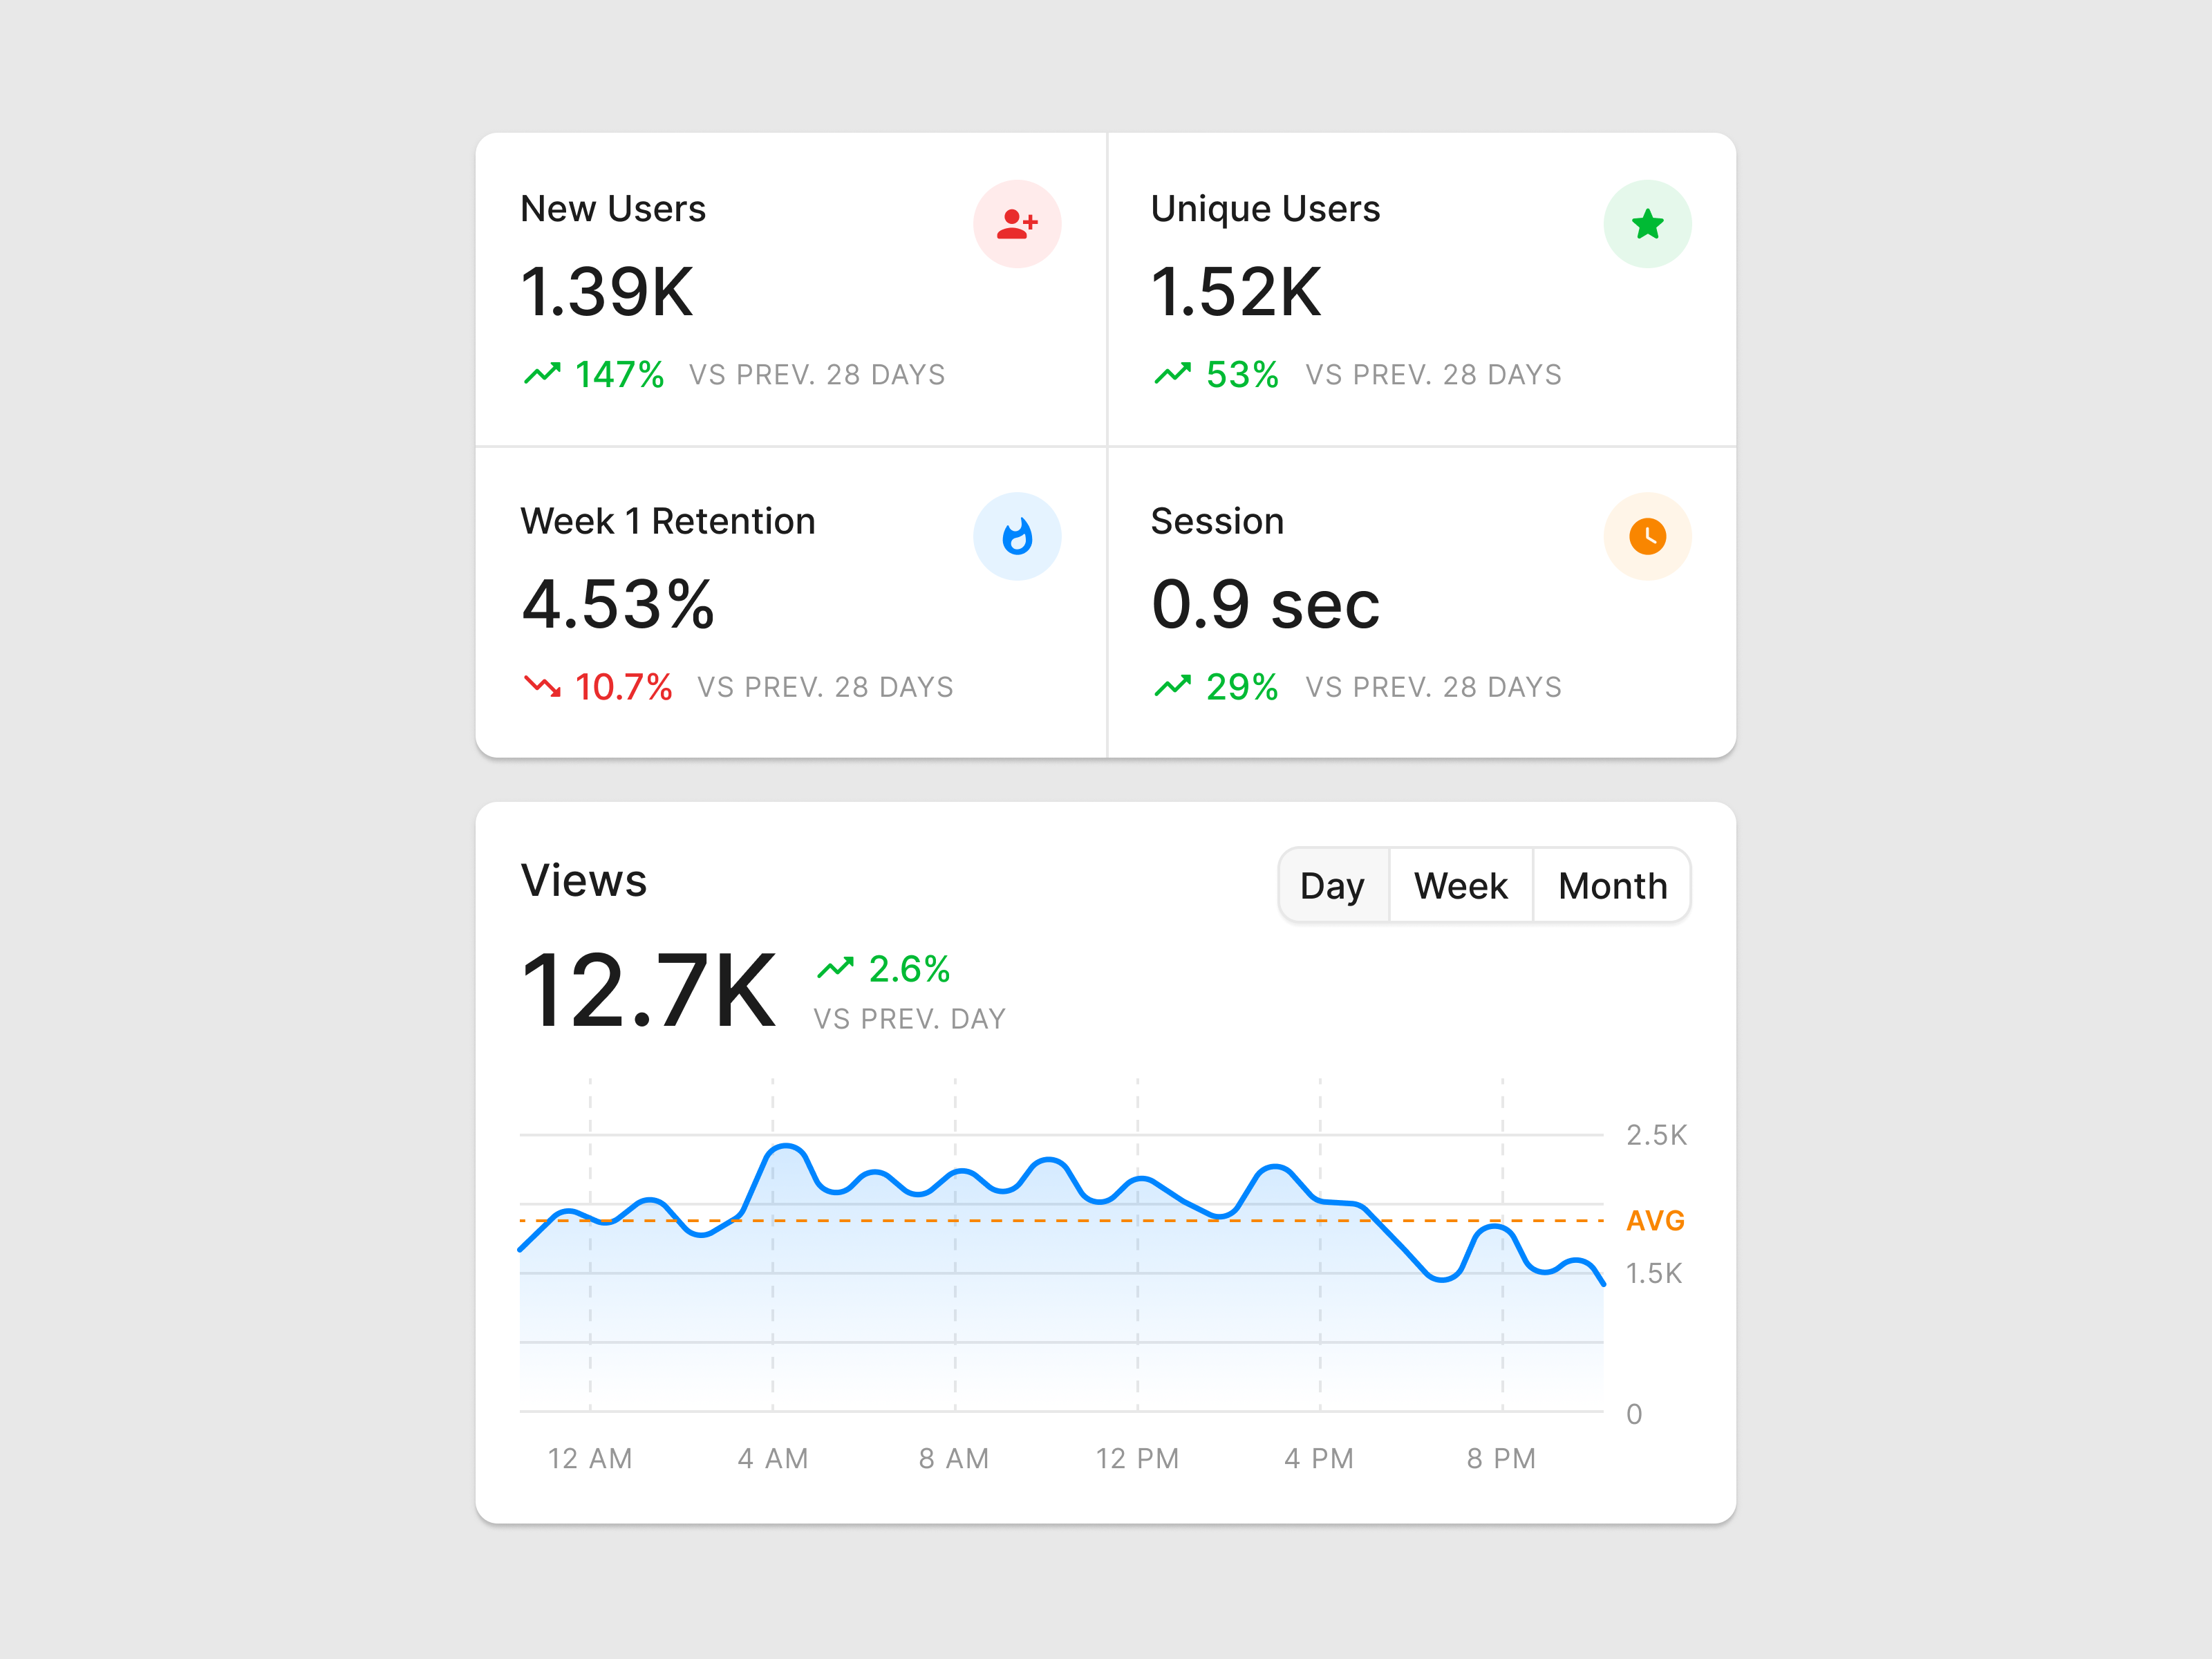 New Users
1.39K
147% VS PREV. 28 DAYS
Unique Users
1.52K
53% VS PREV. 28 DAYS
Week 1 Retention
4.53%
10.7% VS PREV. 28 DAYS
Session
0.9 sec
29% VS PREV. 28 DAYS
Views
Day Week Month
12.7K
2.6%
VS PREV. DAY
2.5K
AVG
1.5K
0
12 AM 4 AM 8 AM 12 PM 4 PM 8 PM